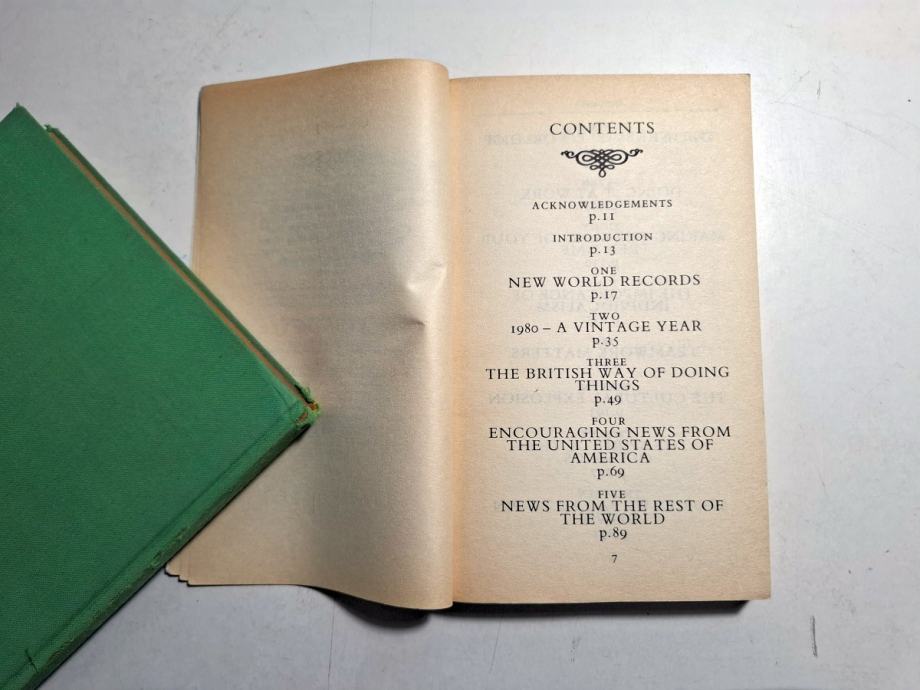 CONTENTS
ACKNOWLEDGEMENTS
p.11
INTRODUCTION
p.13
ONE
NEW WORLD RECORDS
p.17
TWO
1980 – A VINTAGE YEAR
p.35
THREE
THE BRITISH WAY OF DOING
THINGS
p.49
FOUR
ENCOURAGING NEWS FROM
THE UNITED STATES OF
AMERICA
p.69
FIVE
NEWS FROM THE REST OF
THE WORLD
p.89
7